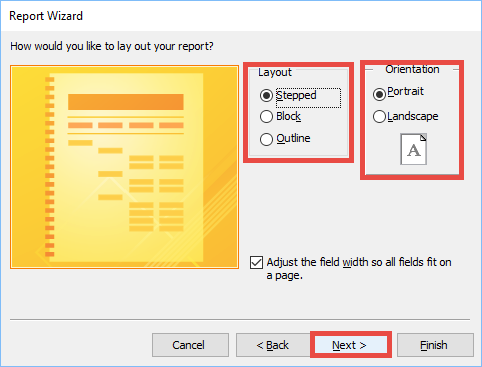 Report Wizard
How would you like to lay out your report?
Layout
Stepped
Block
Outline
Orientation
Portrait
Landscape
A
Adjust the field width so all fields fit on
a page.
Cancel
< Back
Next >
Finish